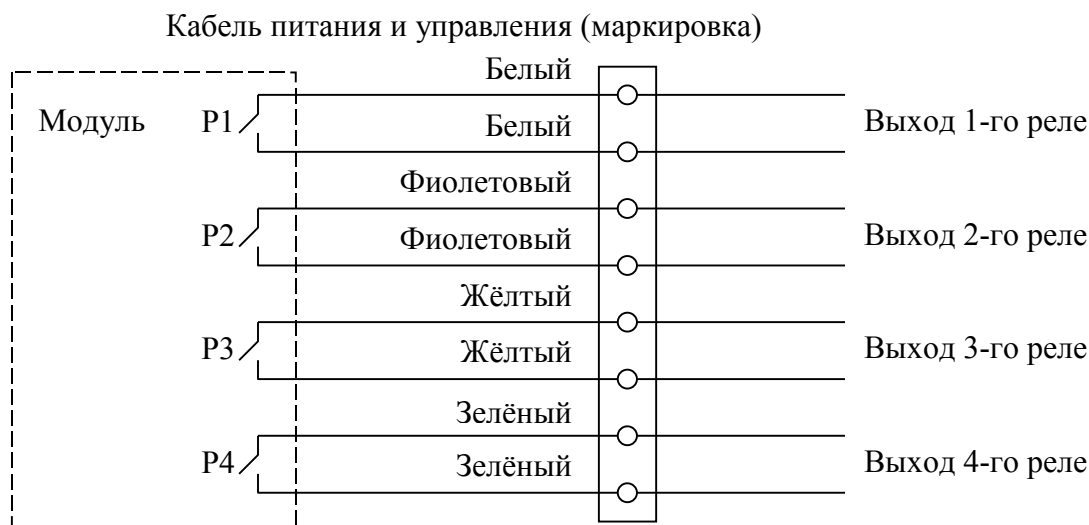 Кабель питания и управления (маркировка)
Белый
Модуль P1 Белый Выход 1-го реле
Фиолетовый
P2 Фиолетовый Выход 2-го реле
Жёлтый
P3 Жёлтый Выход 3-го реле
Зелёный
P4 Зелёный Выход 4-го реле